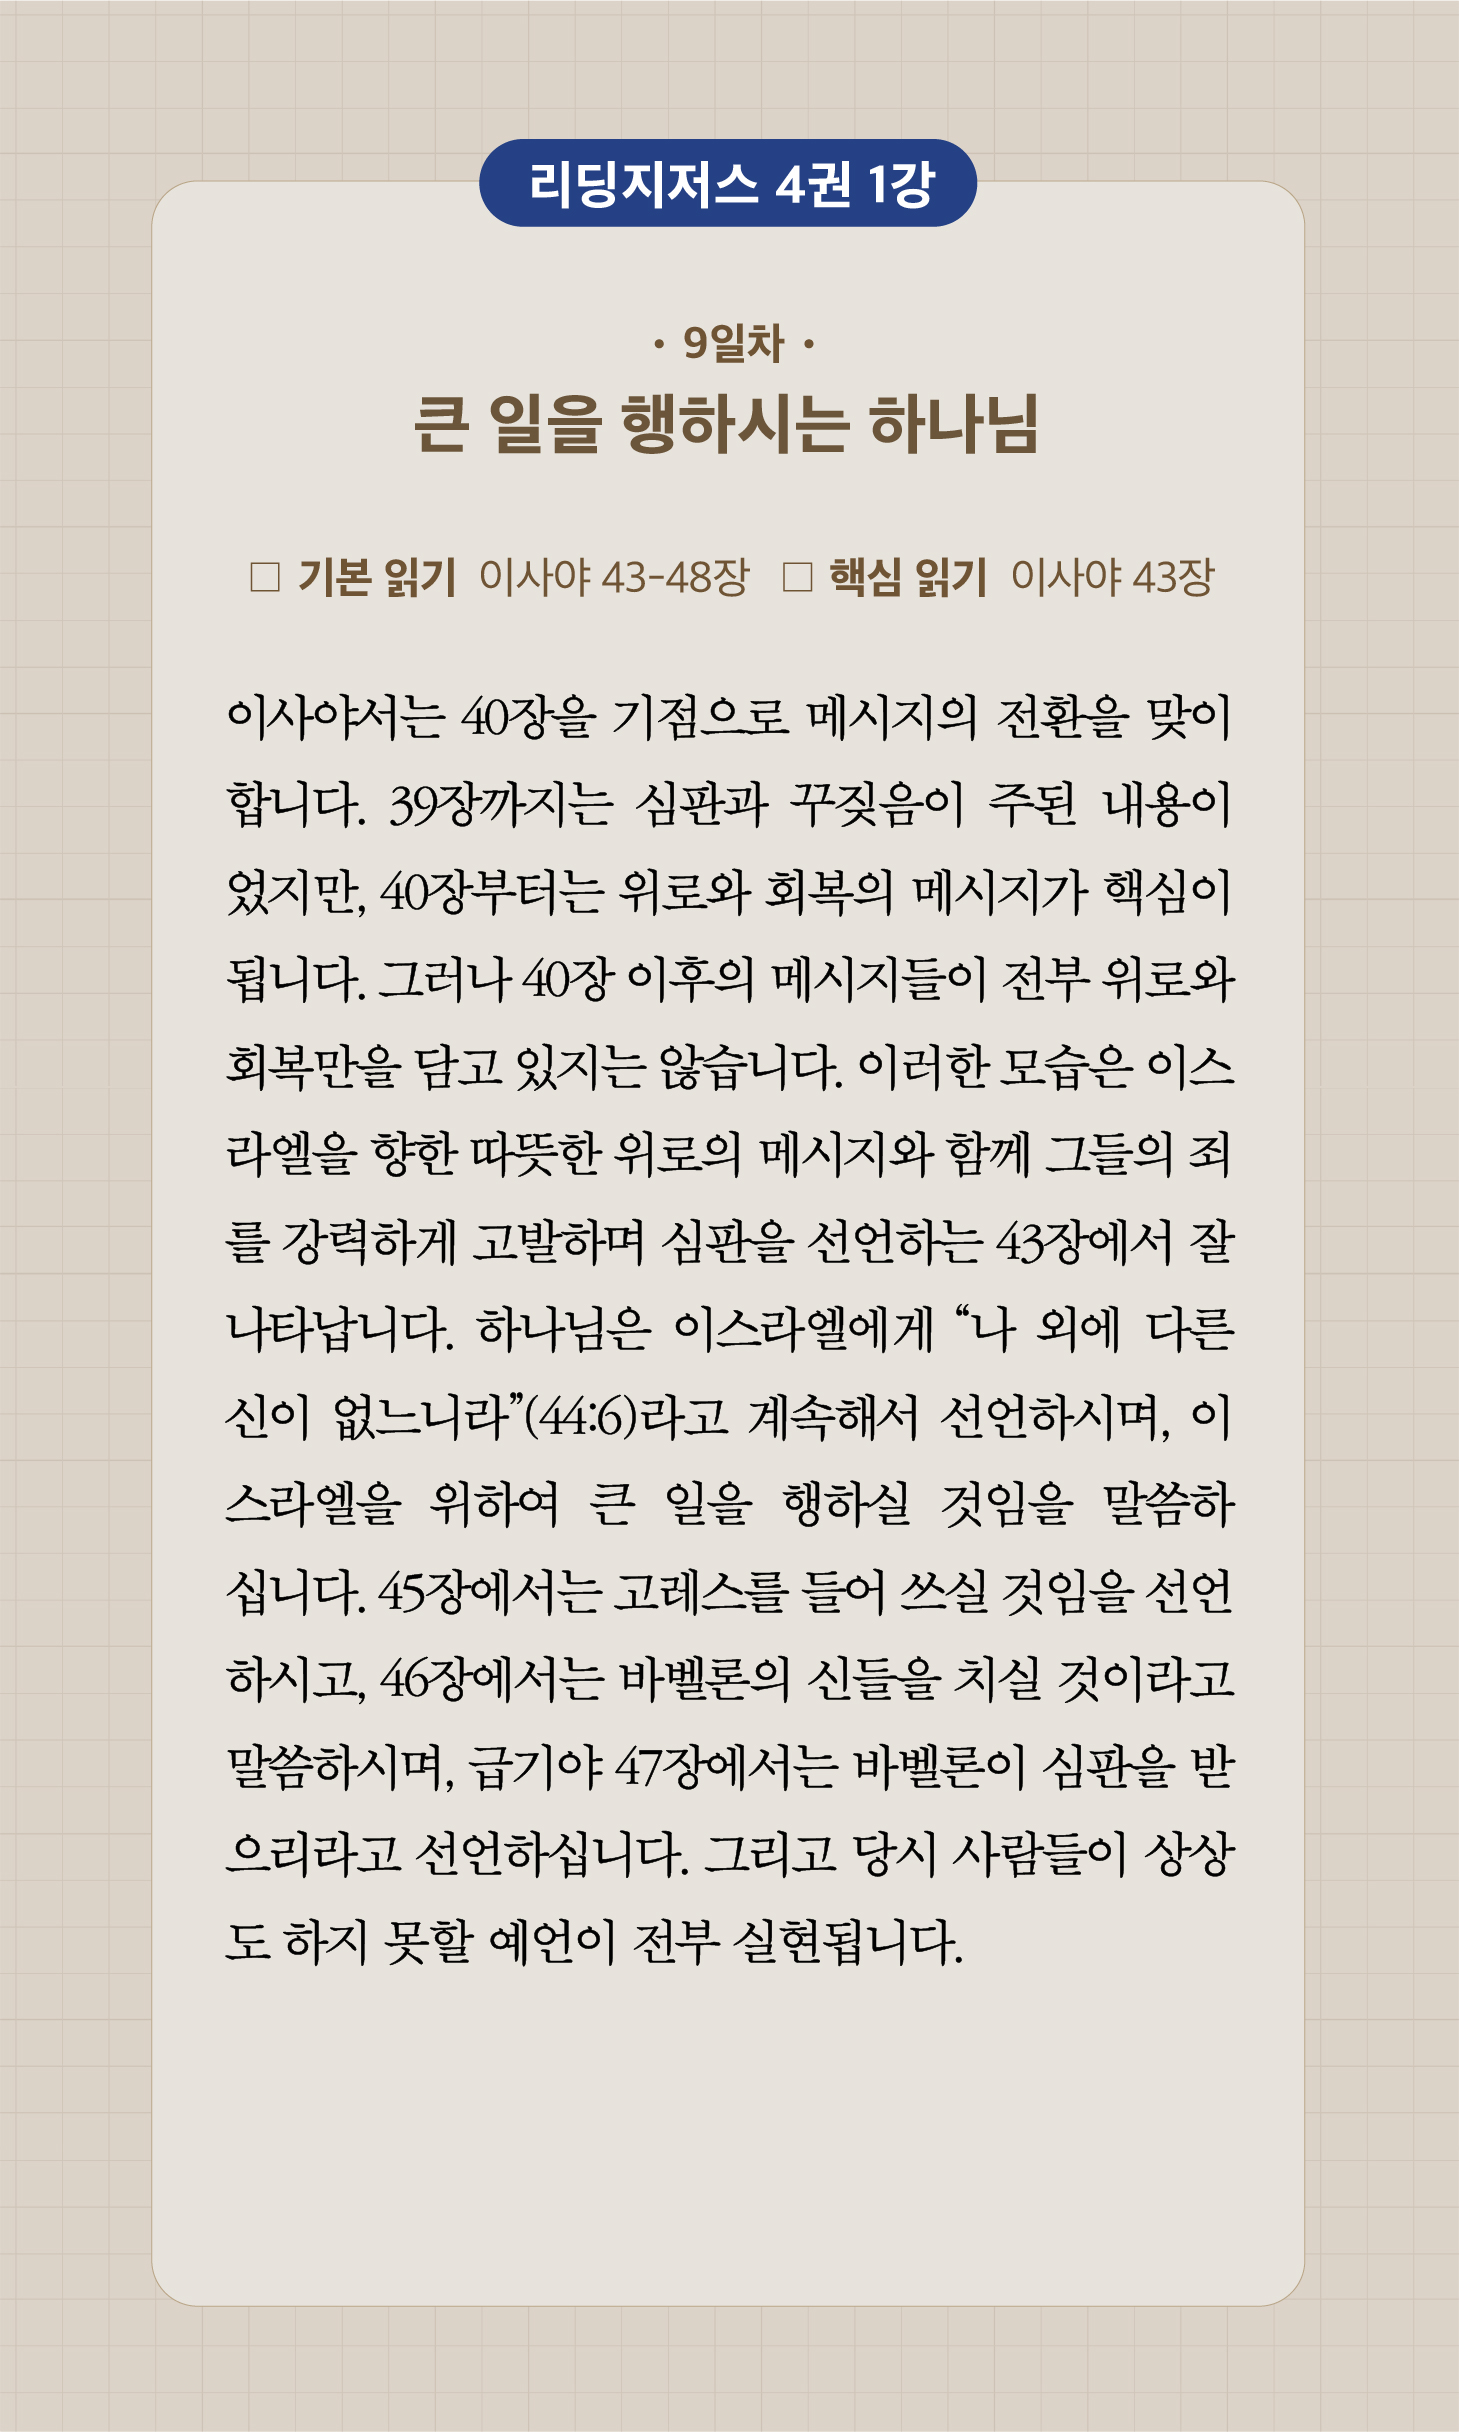 리딩지저스 4권 1강
· 9일차 ·
큰 일을 행하시는 하나님
□ 기본 읽기 이사야 43-48장 □ 핵심 읽기 이사야 43장
이사야서는 40장을 기점으로 메시지의 전환을 맞이
합니다. 39장까지는 심판과 꾸짖음이 주된 내용이
었지만, 40장부터는 위로와 회복의 메시지가 핵심이
됩니다. 그러나 40장 이후의 메시지들이 전부 위로와
회복만을 담고 있지는 않습니다. 이러한 모습은 이스
라엘을 향한 따뜻한 위로의 메시지와 함께 그들의 죄
를 강력하게 고발하며 심판을 선언하는 43장에서 잘
나타납니다. 하나님은 이스라엘에게 “나 외에 다른
신이 없느니라”(44:6)라고 계속해서 선언하시며, 이
스라엘을 위하여 큰 일을 행하실 것임을 말씀하
십니다. 45장에서는 고레스를 들어 쓰실 것임을 선언
하시고, 46장에서는 바벨론의 신들을 치실 것이라고
말씀하시며, 급기야 47장에서는 바벨론이 심판을 받
으리라고 선언하십니다. 그리고 당시 사람들이 상상
도 하지 못할 예언이 전부 실현됩니다.